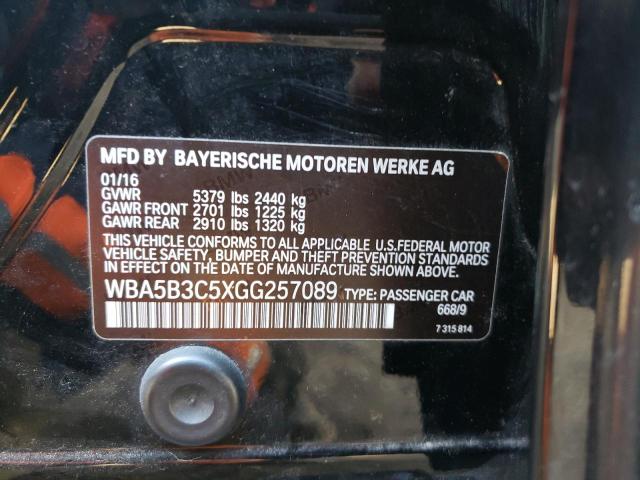 MFD BY BAYERISCHE MOTOREN WERKE AG
01/16
GVWR 5379 lbs 2440 kg
GAWR FRONT 2701 lbs 1225 kg
GAWR REAR 2910 lbs 1320 kg
THIS VEHICLE CONFORMS TO ALL APPLICABLE U.S.FEDERAL MOTOR
VEHICLE SAFETY, BUMPER AND THEFT PREVENTION STANDARDS
IN EFFECT ON THE DATE OF MANUFACTURE SHOWN ABOVE.
WBA5B3C5XGG257089 TYPE: PASSENGER CAR
668/9
7 315 814